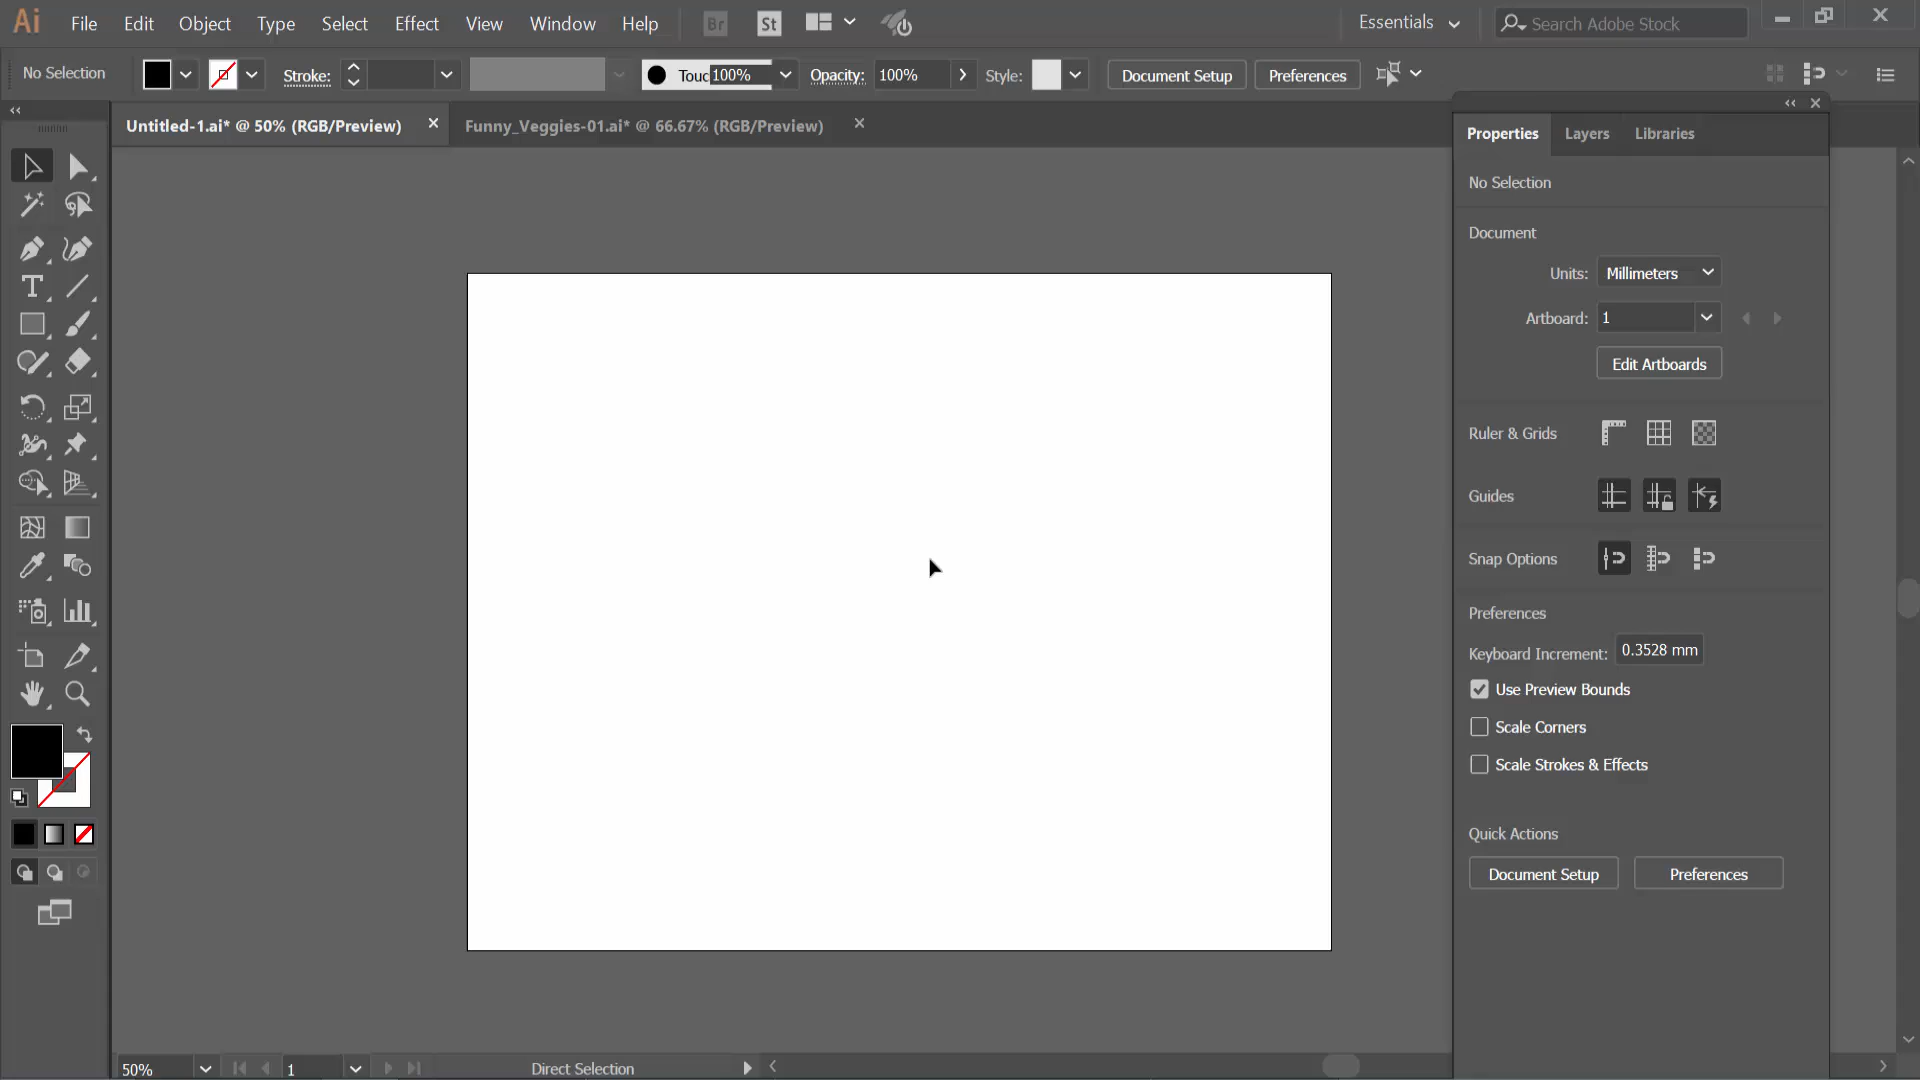 Ai File Edit Object Type Select Effect View Window Help Br St Essentials Search Adobe Stock
No Selection Stroke: Touc 100% Opacity: 100% Style: Document Setup Preferences
Untitled-1.ai* @ 50% (RGB/Preview) Funny_Veggies-01.ai* @ 66.67% (RGB/Preview)
Properties Layers Libraries
No Selection
Document
Units: Millimeters
Artboard: 1
Edit Artboards
Ruler & Grids
Guides
Snap Options
Preferences
Keyboard Increment: 0.3528 mm
Use Preview Bounds
Scale Corners
Scale Strokes & Effects
Quick Actions
Document Setup Preferences
50% 1 Direct Selection